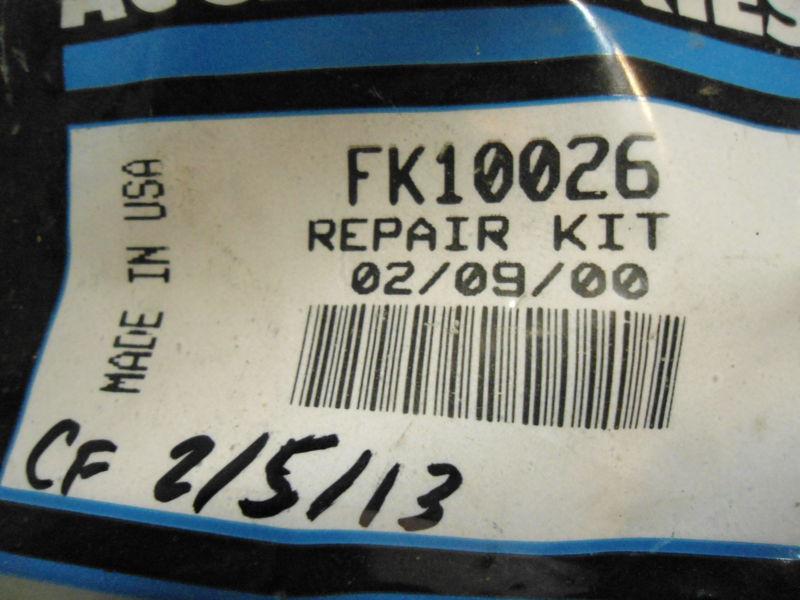 FK10026
REPAIR KIT
02/09/00
MADE IN USA
CF 2/5/13